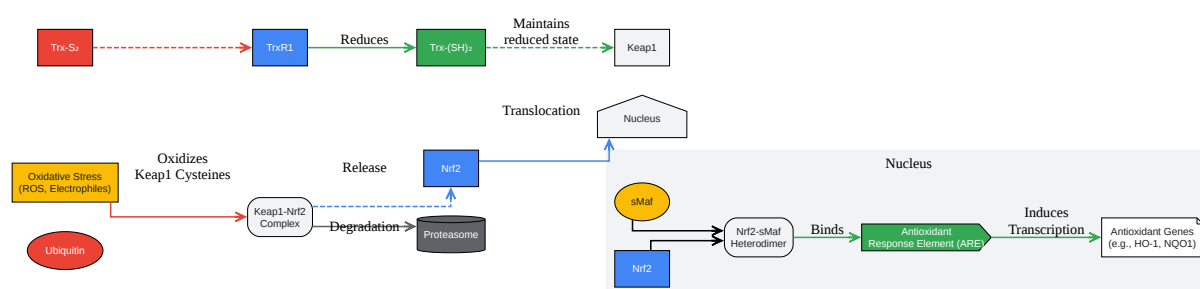 Trx-S₂
TrxR1
Reduces
Trx-(SH)₂
Maintains
reduced state
Keap1
Translocation
Nucleus
Oxidizes
Keap1 Cysteines
Release
Nrf2
Nucleus
Oxidative Stress
(ROS, Electrophiles)
Keap1-Nrf2
Complex
Degradation
Proteasome
Ubiquitin
sMaf
Nrf2
Nrf2-sMaf
Heterodimer
Binds
Antioxidant
Response Element (ARE)
Induces
Transcription
Antioxidant Genes
(e.g., HO-1, NQO1)